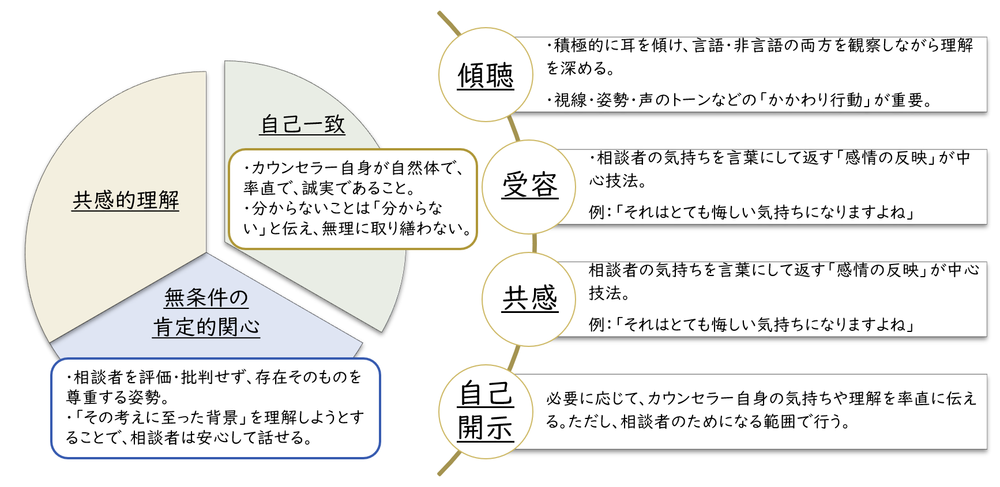 共感的理解
自己一致
・カウンセラー自身が自然体で、
率直で、誠実であること。
・分からないことは「分からな
い」と伝え、無理に取り繕わない。
無条件の
肯定的関心
・相談者を評価・批判せず、存在そのものを
尊重する姿勢。
・「その考えに至った背景」を理解しようとす
ることで、相談者は安心して話せる。
傾聴
・積極的に耳を傾け、言語・非言語の両方を観察しながら理解
を深める。
・視線・姿勢・声のトーンなどの「かかわり行動」が重要。
受容
・相談者の気持ちを言葉にして返す「感情の反映」が中
心技法。
例：「それはとても悔しい気持ちになりますよね」
共感
相談者の気持ちを言葉にして返す「感情の反映」が中心
技法。
例：「それはとても悔しい気持ちになりますよね」
自己
開示
必要に応じて、カウンセラー自身の気持ちや理解を率直に伝え
る。ただし、相談者のためになる範囲で行う。